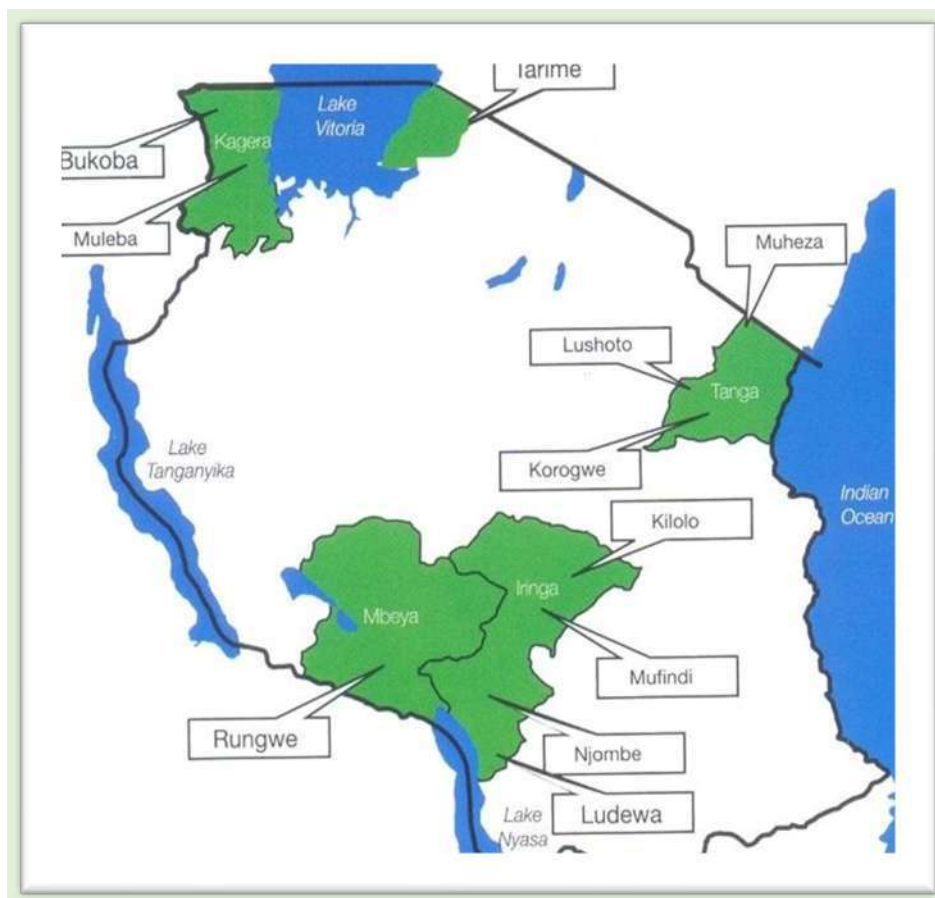 Tarime
Lake
Vitoria
Kagera
Bukoba
Muleba
Muheza
Lushoto
Tanga
Korogwe
Lake
Tanganyika
Indian
Ocean
Kilolo
Iringa
Mbeya
Mufindi
Rungwe
Njombe
Ludewa
Lake
Nyasa